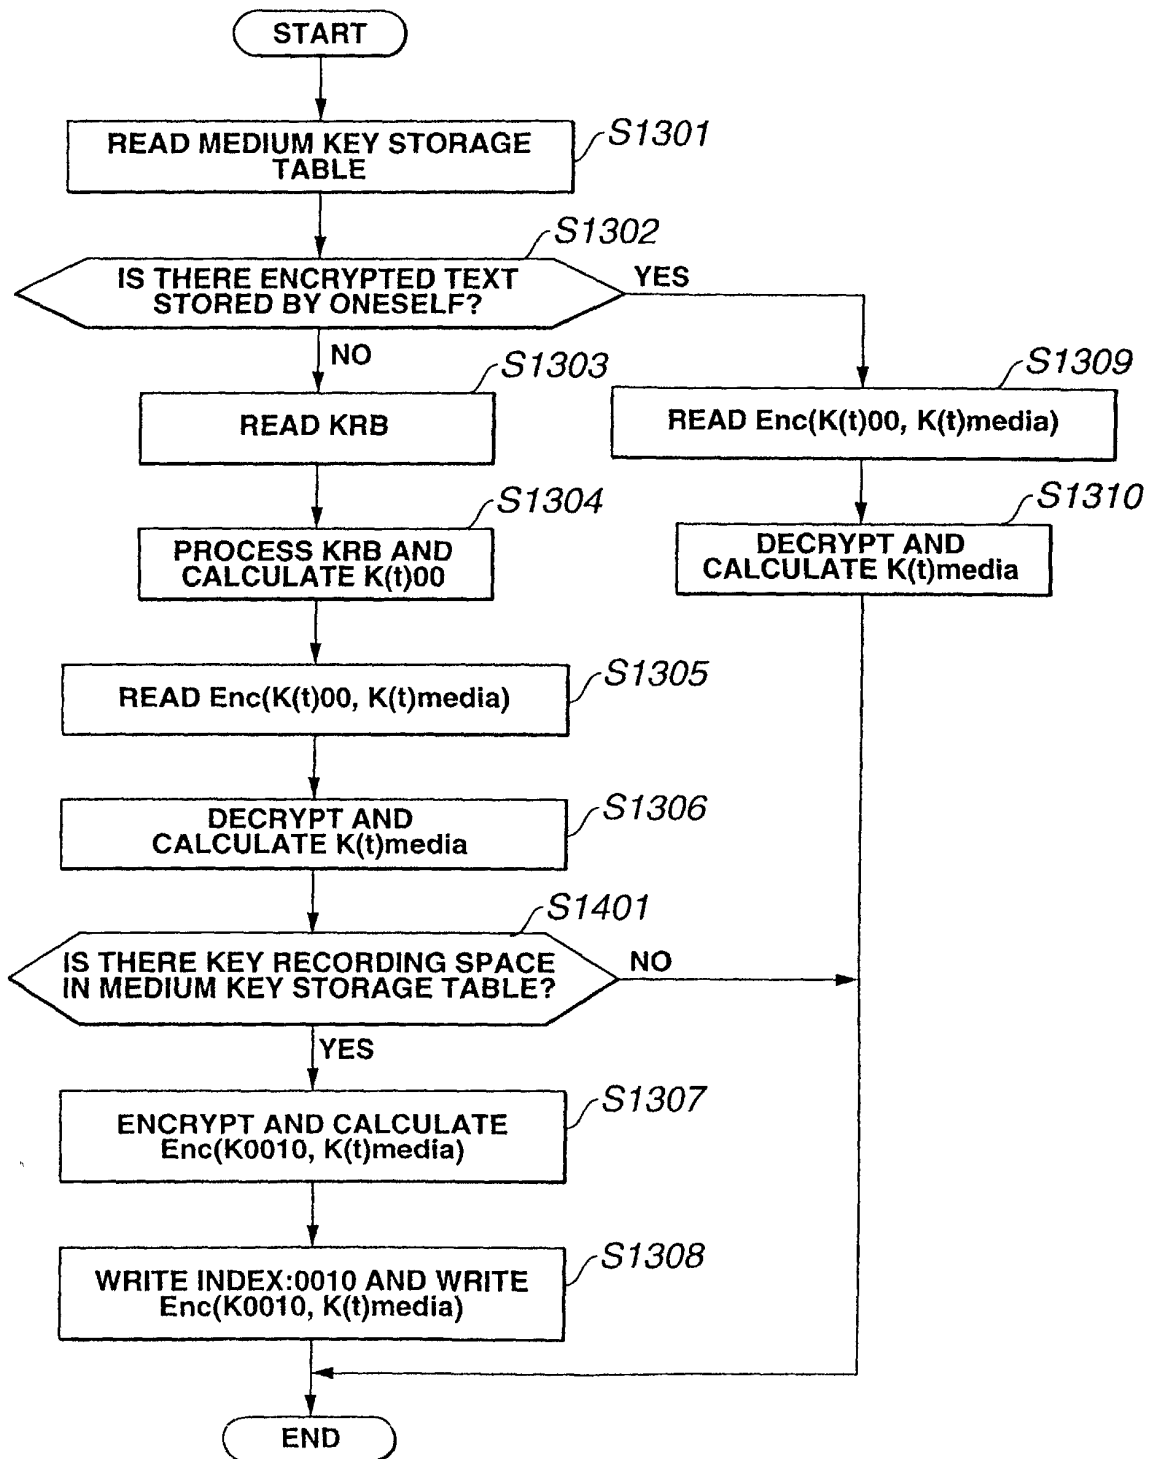 START
READ MEDIUM KEY STORAGE
TABLE
S1301
S1302
IS THERE ENCRYPTED TEXT
STORED BY ONESELF?
YES
NO
S1303
READ KRB
S1309
READ Enc(K(t)00, K(t)media)
S1304
PROCESS KRB AND
CALCULATE K(t)00
S1310
DECRYPT AND
CALCULATE K(t)media
S1305
READ Enc(K(t)00, K(t)media)
S1306
DECRYPT AND
CALCULATE K(t)media
S1401
IS THERE KEY RECORDING SPACE
IN MEDIUM KEY STORAGE TABLE?
NO
YES
S1307
ENCRYPT AND CALCULATE
Enc(K0010, K(t)media)
S1308
WRITE INDEX:0010 AND WRITE
Enc(K0010, K(t)media)
END